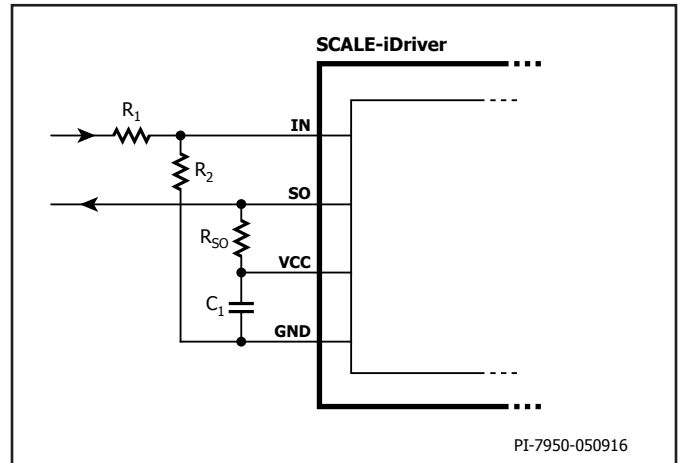 SCALE-iDriver
R1
IN
R2
SO
RSO
VCC
C1
GND
PI-7950-050916